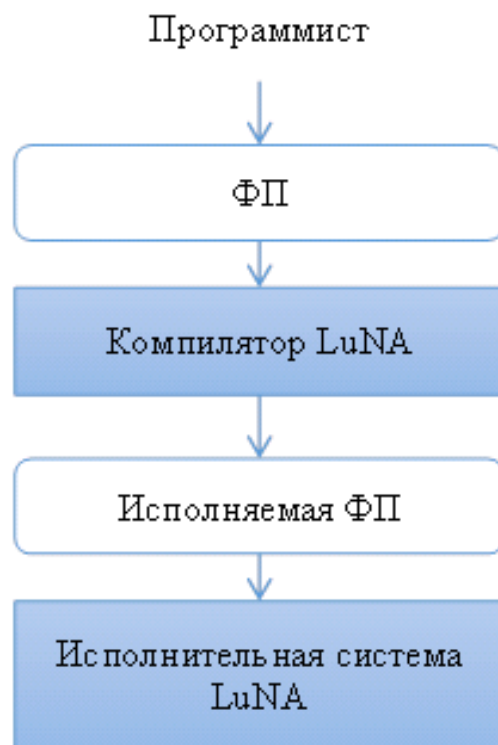 Программист
ФП
Компилятор LuNA
Исполняемая ФП
Исполнительная система
LuNA